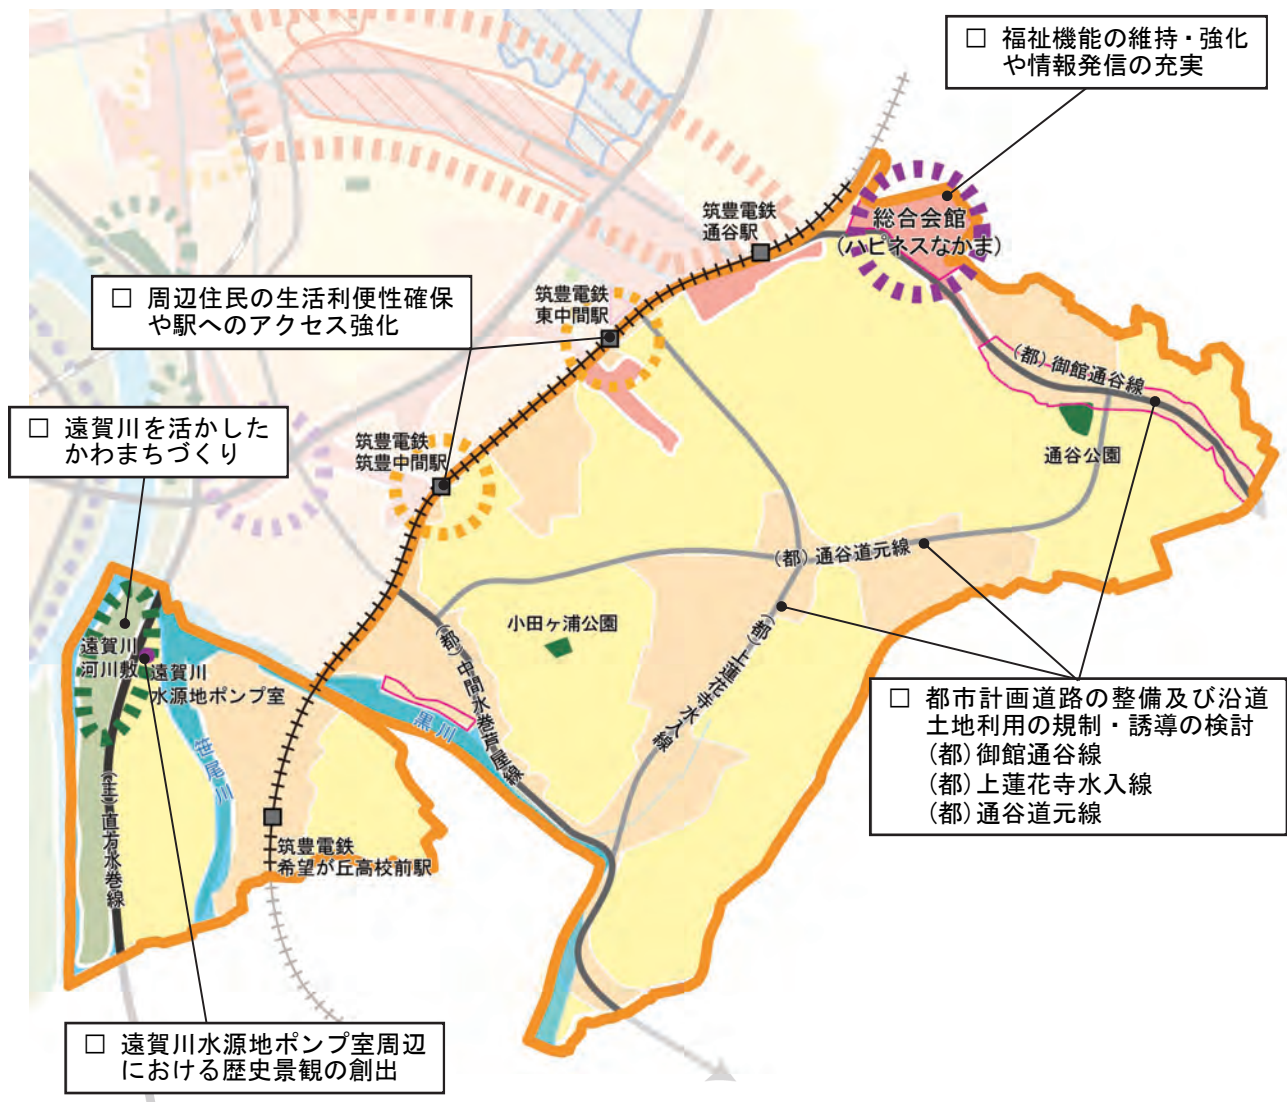 □ 福祉機能の維持・強化
や情報発信の充実
筑豊電鉄
通谷駅
総合会館
(ハピネスなかま)
□ 周辺住民の生活利便性確保
や駅へのアクセス強化
筑豊電鉄
東中間駅
(都)御館通谷線
□ 遠賀川を活かした
かわまちづくり
筑豊電鉄
筑豊中間駅
通谷公園
(都)通谷道元線
小田ヶ浦公園
(都)中間水巻芦屋線
(都)上蓮花寺水入線
遠賀川
河川敷
遠賀川
水源地ポンプ室
笹尾川
黒川
(主)直方水巻線
□ 都市計画道路の整備及び沿道
土地利用の規制・誘導の検討
(都)御館通谷線
(都)上蓮花寺水入線
(都)通谷道元線
筑豊電鉄
希望が丘高校前駅
□ 遠賀川水源地ポンプ室周辺
における歴史景観の創出